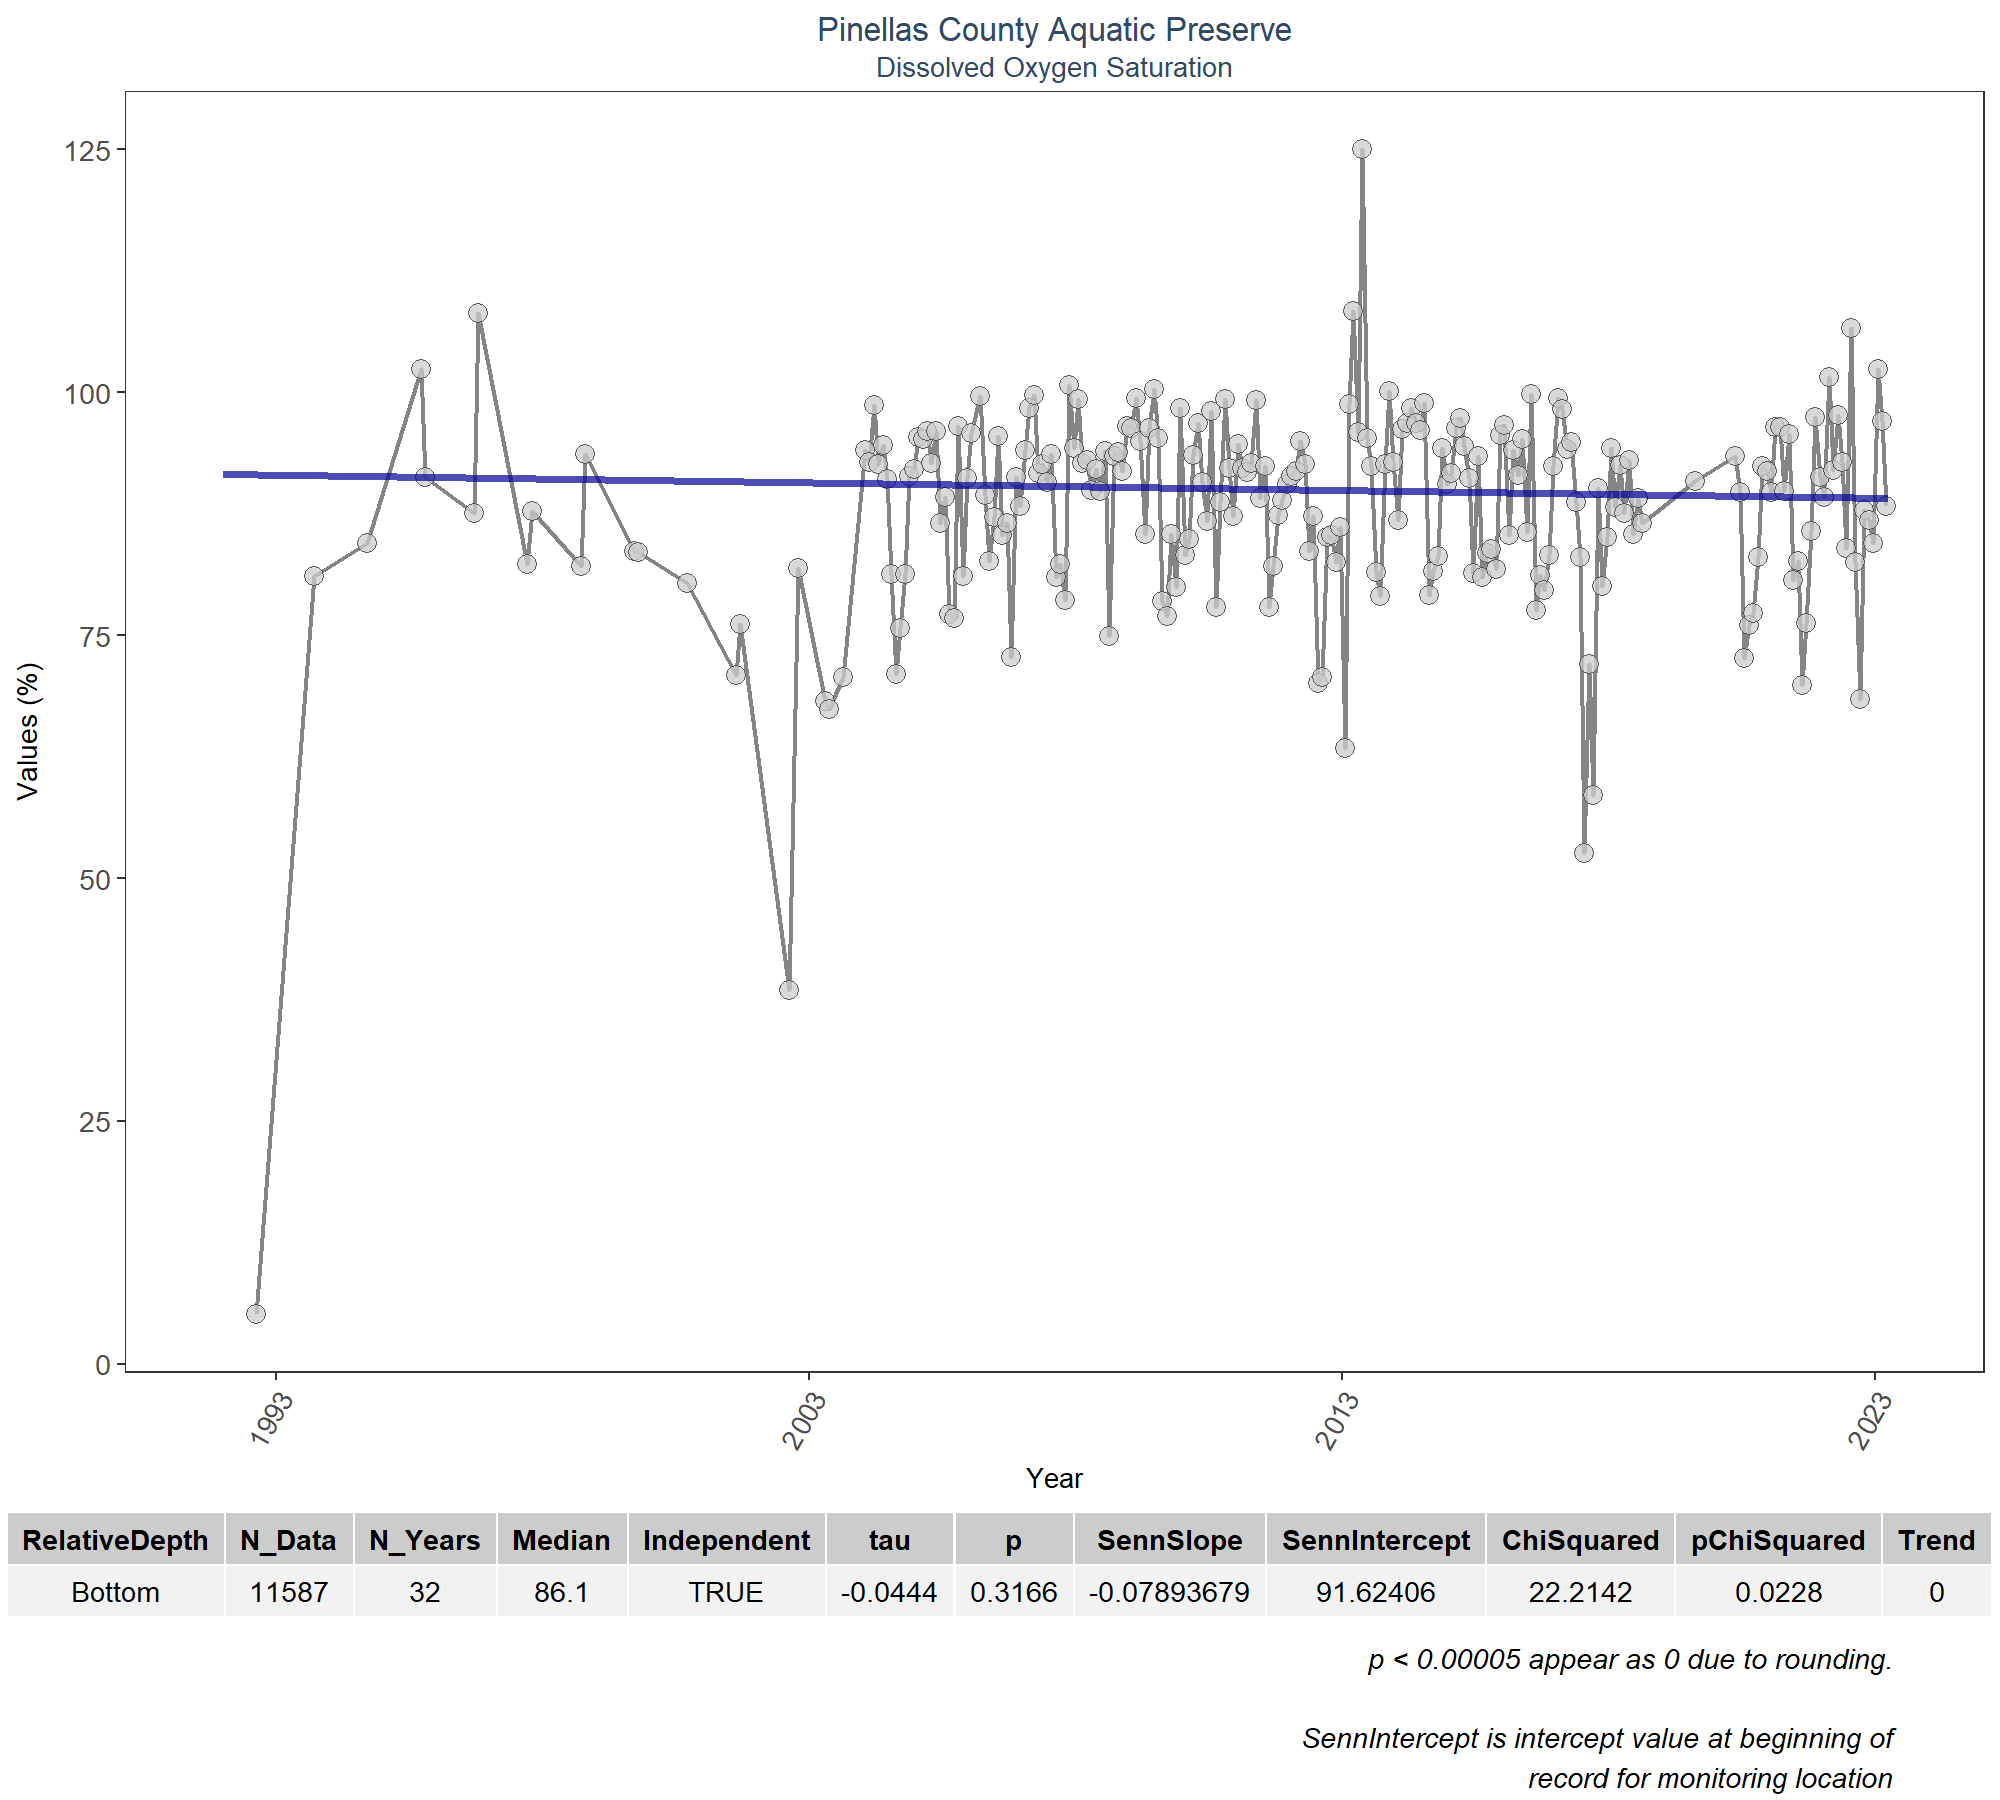 Pinellas County Aquatic Preserve
Dissolved Oxygen Saturation
125
100
75
50
25
0
Values (%)
1993
2003
2013
2023
Year
RelativeDepth N_Data N_Years Median Independent tau p SennSlope SennIntercept ChiSquared pChiSquared Trend
Bottom 11587 32 86.1 TRUE -0.0444 0.3166 -0.07893679 91.62406 22.2142 0.0228 0
p < 0.00005 appear as 0 due to rounding.
SennIntercept is intercept value at beginning of
record for monitoring location